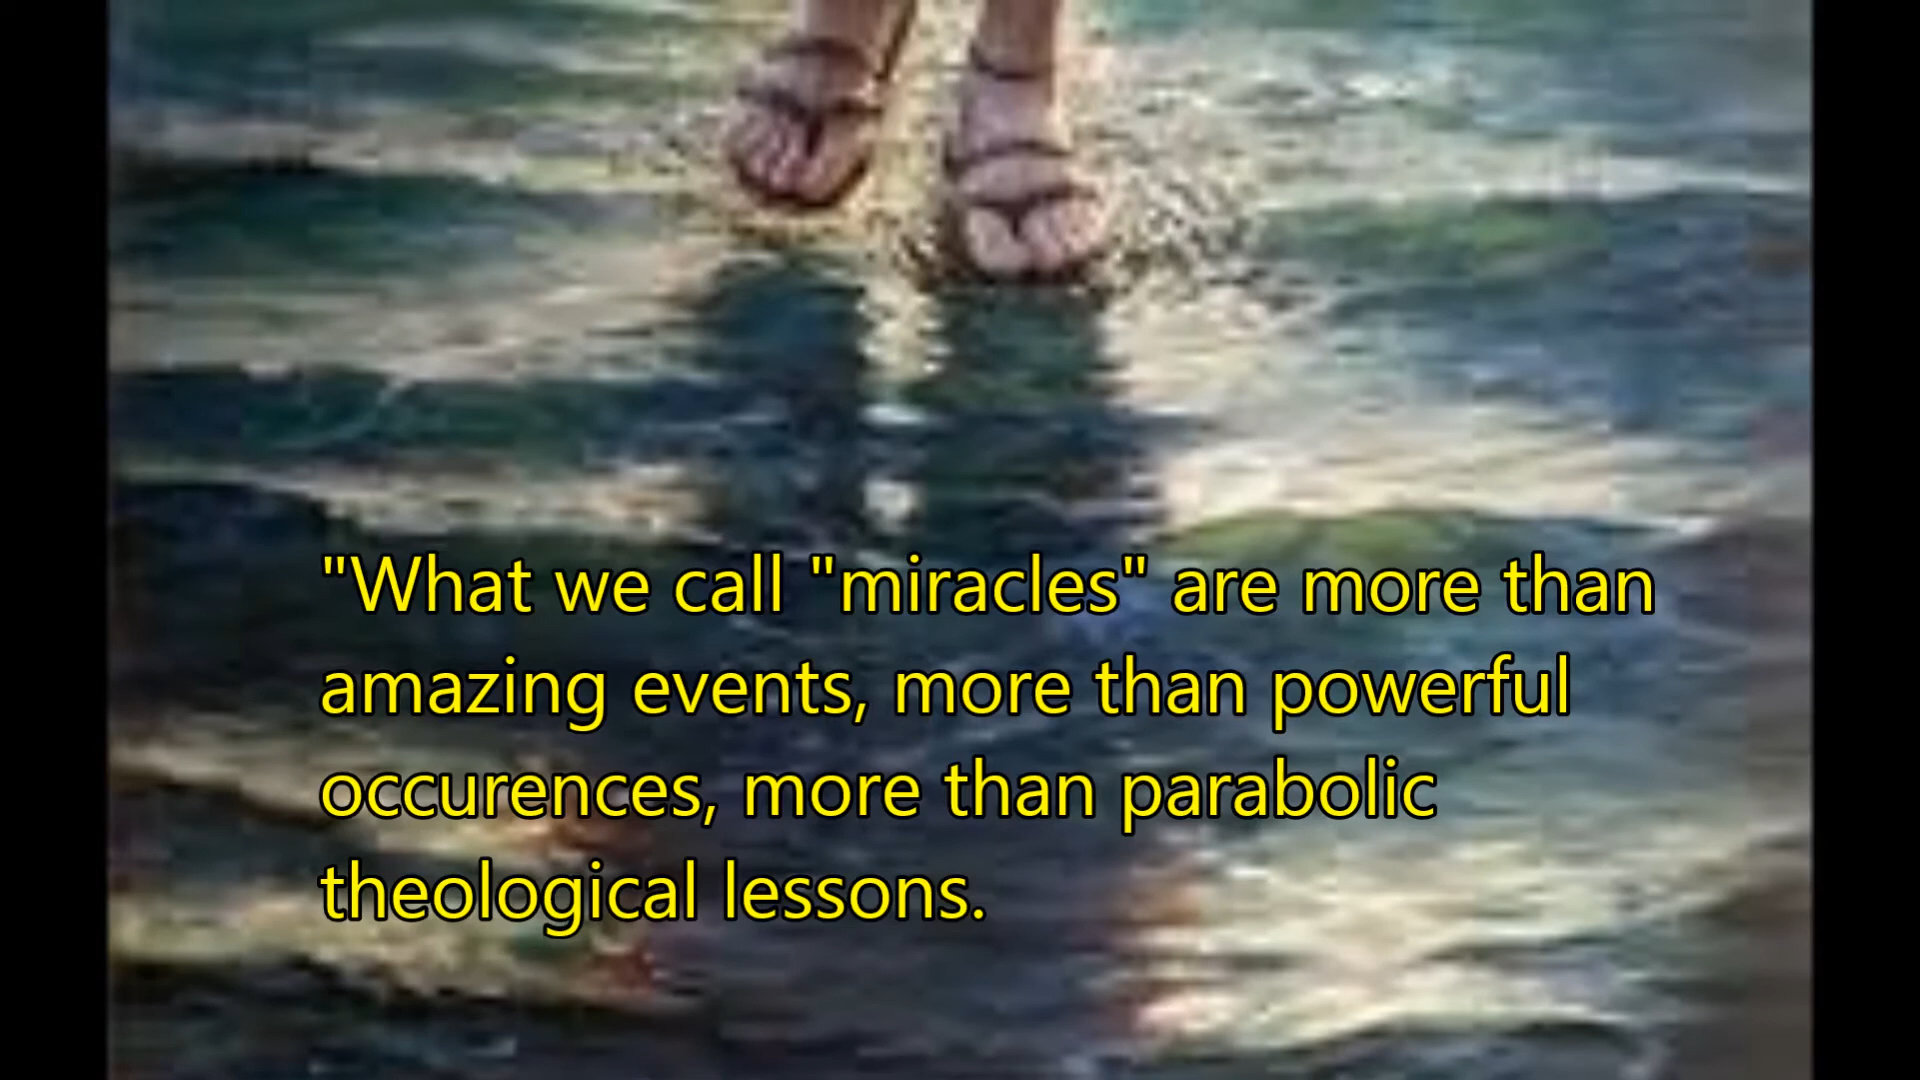 "What we call "miracles" are more than
amazing events, more than powerful
occurences, more than parabolic
theological lessons.